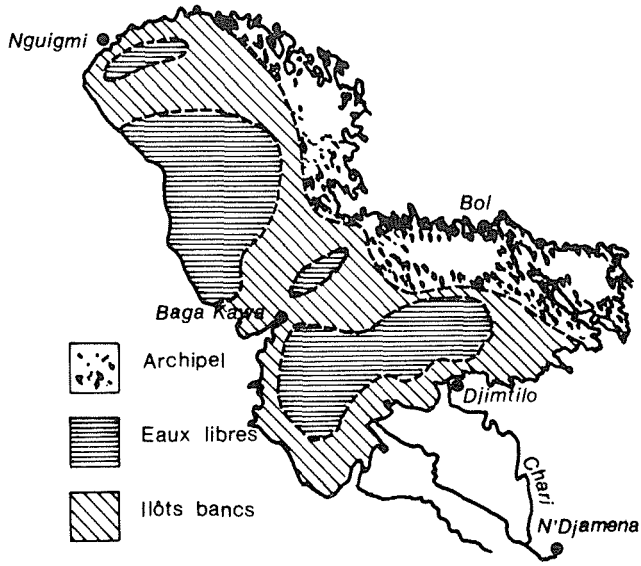 Nguigmi
Bol
Baga Kawa
Archipel
Djimtilo
Eaux libres
Chari
Ilôts bancs
N'Djamena